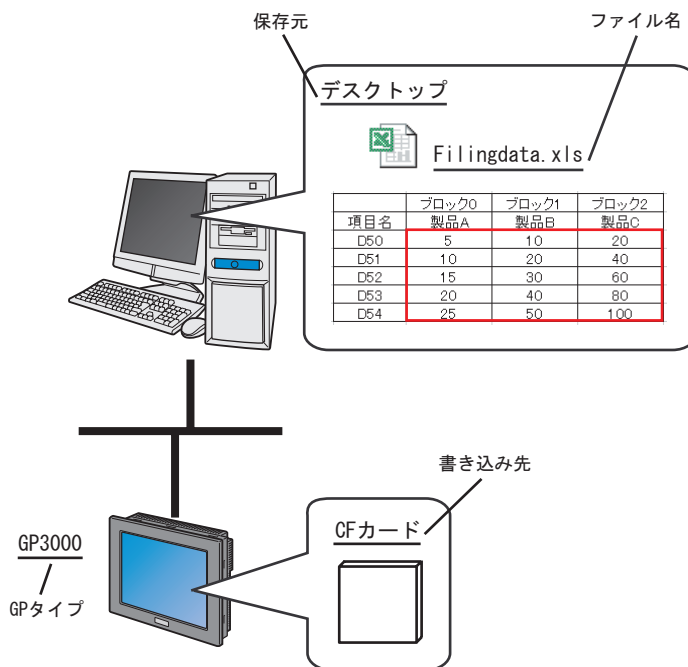 保存元 ファイル名
デスクトップ
Filingdata.xls
ブロック0 ブロック1 ブロック2
項目名 製品A 製品B 製品C
D50 5 10 20
D51 10 20 40
D52 15 30 60
D53 20 40 80
D54 25 50 100
書き込み先
CFカード
GP3000
GPタイプ